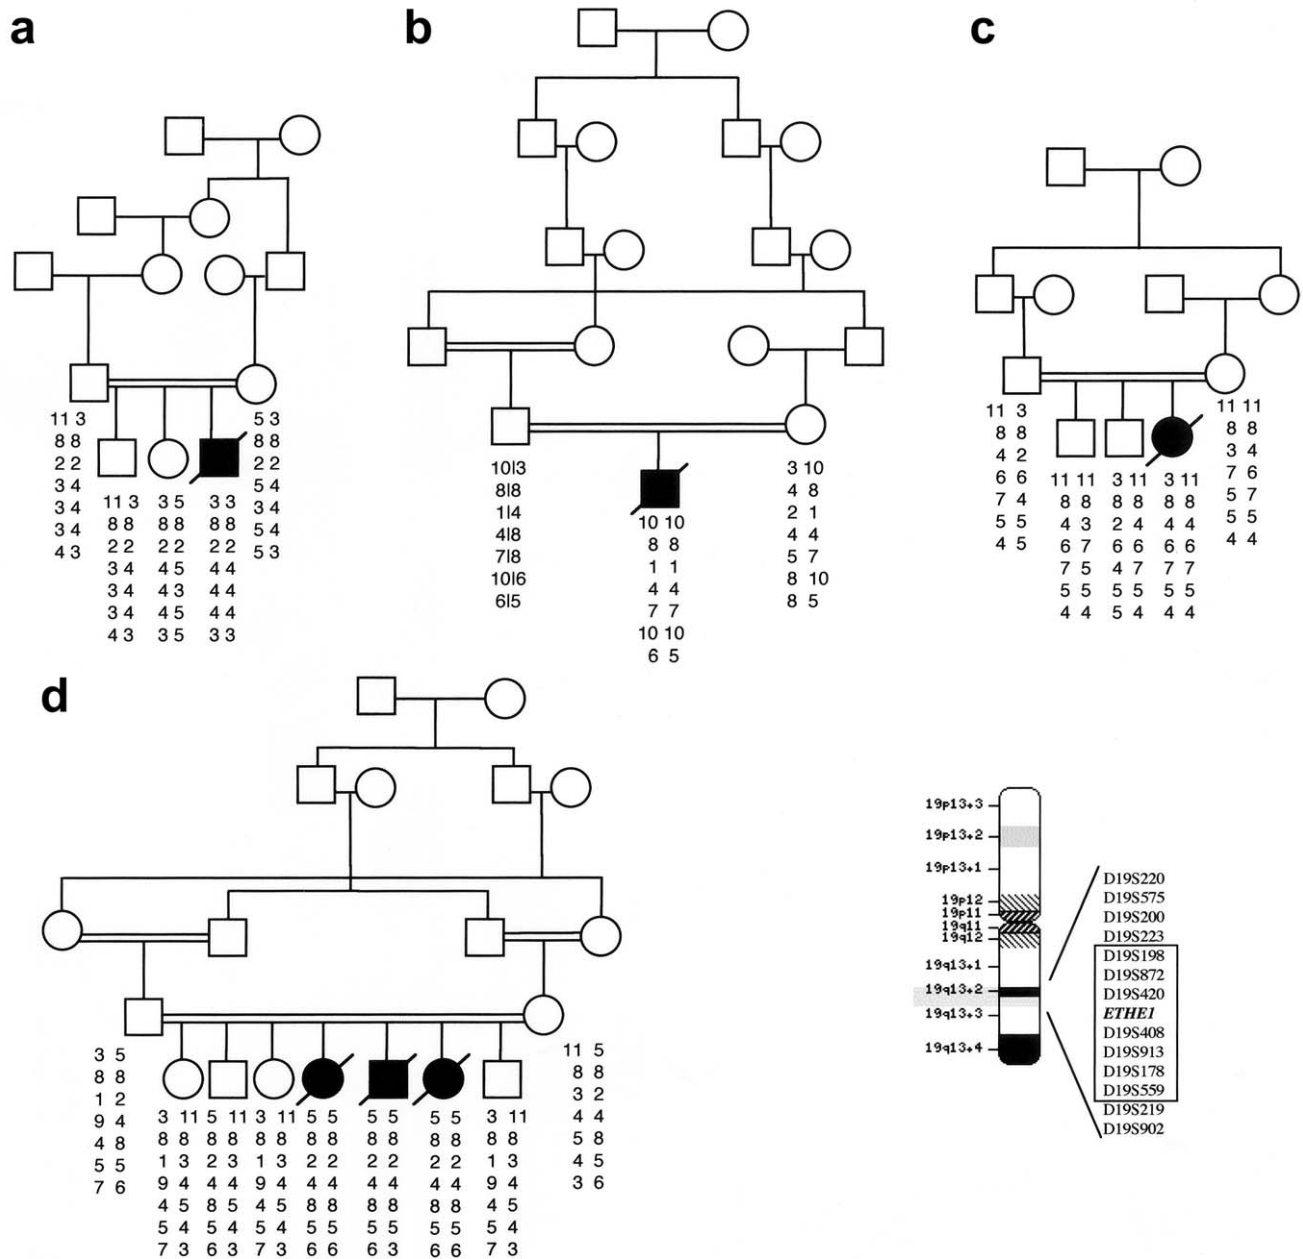 a
11 3
8 8
2 2
3 4
3 4
3 4
4 3
11 3
8 8
2 2
3 4
3 4
3 4
4 3
3 5
8 8
2 2
4 5
4 3
4 5
3 5
3 3
8 8
2 2
4 4
4 4
4 4
3 3
5 3
8 8
2 2
5 4
3 4
5 4
5 3
b
10|3
8|8
1|4
4|8
7|8
10|6
6|5
10 10
8 8
1 1
4 4
7 7
10 10
6 5
3 10
4 8
2 1
4 4
5 7
8 10
8 5
c
11 3
8 8
4 2
6 6
7 4
5 5
4 5
11 11
8 8
4 3
6 7
7 5
5 5
4 4
3 11
8 8
2 4
6 6
4 7
5 5
5 4
3 11
8 8
4 4
6 6
7 7
5 5
4 4
11 11
8 8
3 4
7 6
5 7
5 5
4 4
d
3 5
8 8
1 2
9 4
4 8
5 5
7 6
3 11 5 11 3 11 5 5 5 5 5 5 3 11
8 8 8 8 8 8 8 8 8 8 8 8 8 8
1 3 2 3 1 3 2 2 2 2 2 2 1 3
9 4 4 4 9 4 4 4 4 4 4 4 9 4
4 5 8 5 4 5 8 8 8 8 8 8 4 5
5 4 5 4 5 4 5 5 5 5 5 5 5 4
7 3 6 3 7 3 6 6 6 3 6 6 7 3
11 5
8 8
3 2
4 4
5 8
4 5
3 6
19p13+3
19p13+2
19p13+1
19p12
19p11
19q11
19q12
19q13+1
19q13+2
19q13+3
19q13+4
D19S220
D19S575
D19S200
D19S223
D19S198
D19S872
D19S420
ETHE1
D19S408
D19S913
D19S178
D19S559
D19S219
D19S902